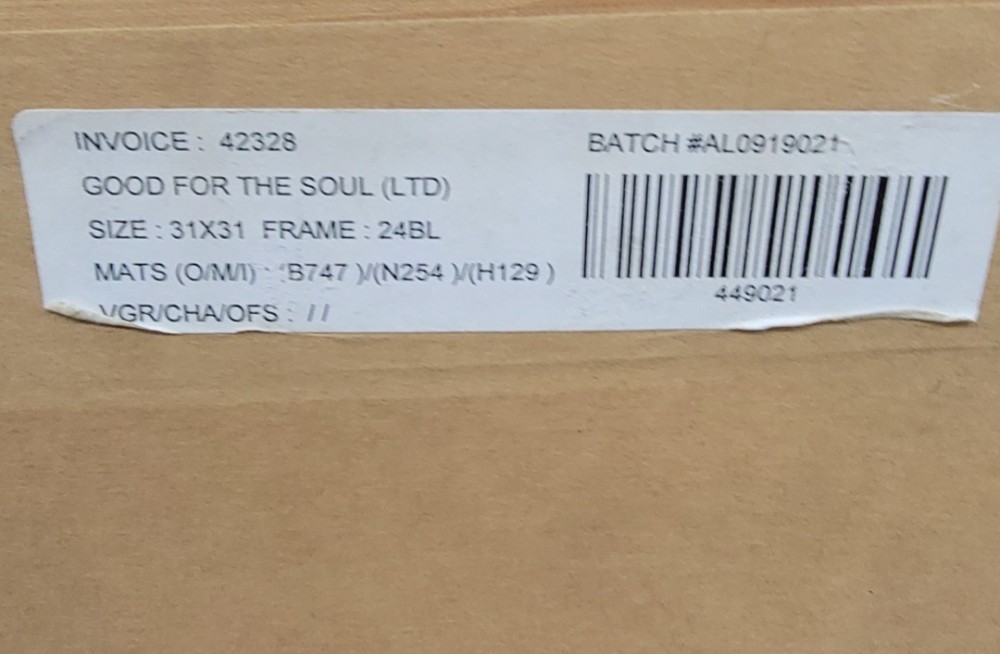 INVOICE : 42328
BATCH #AL0919021
GOOD FOR THE SOUL (LTD)
SIZE : 31X31 FRAME : 24BL
MATS (O/M/I) : (B747 )/(N254 )/(H129 )
VGR/CHA/OFS : //
449021